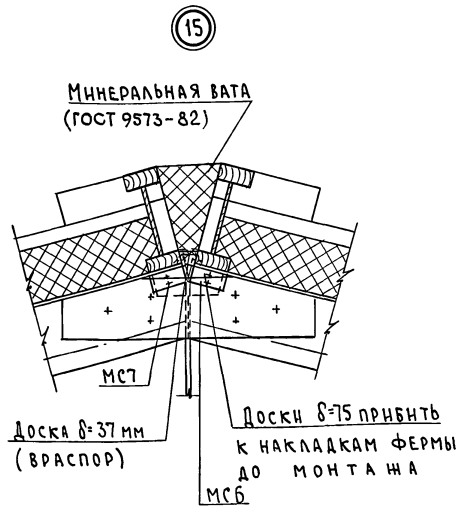 15
Минеральная вата
(ГОСТ 9573-82)
МС7
Доска δ=37 мм
(враспор)
Доски δ=75 прибить
к накладкам фермы
до монтажа
МС6